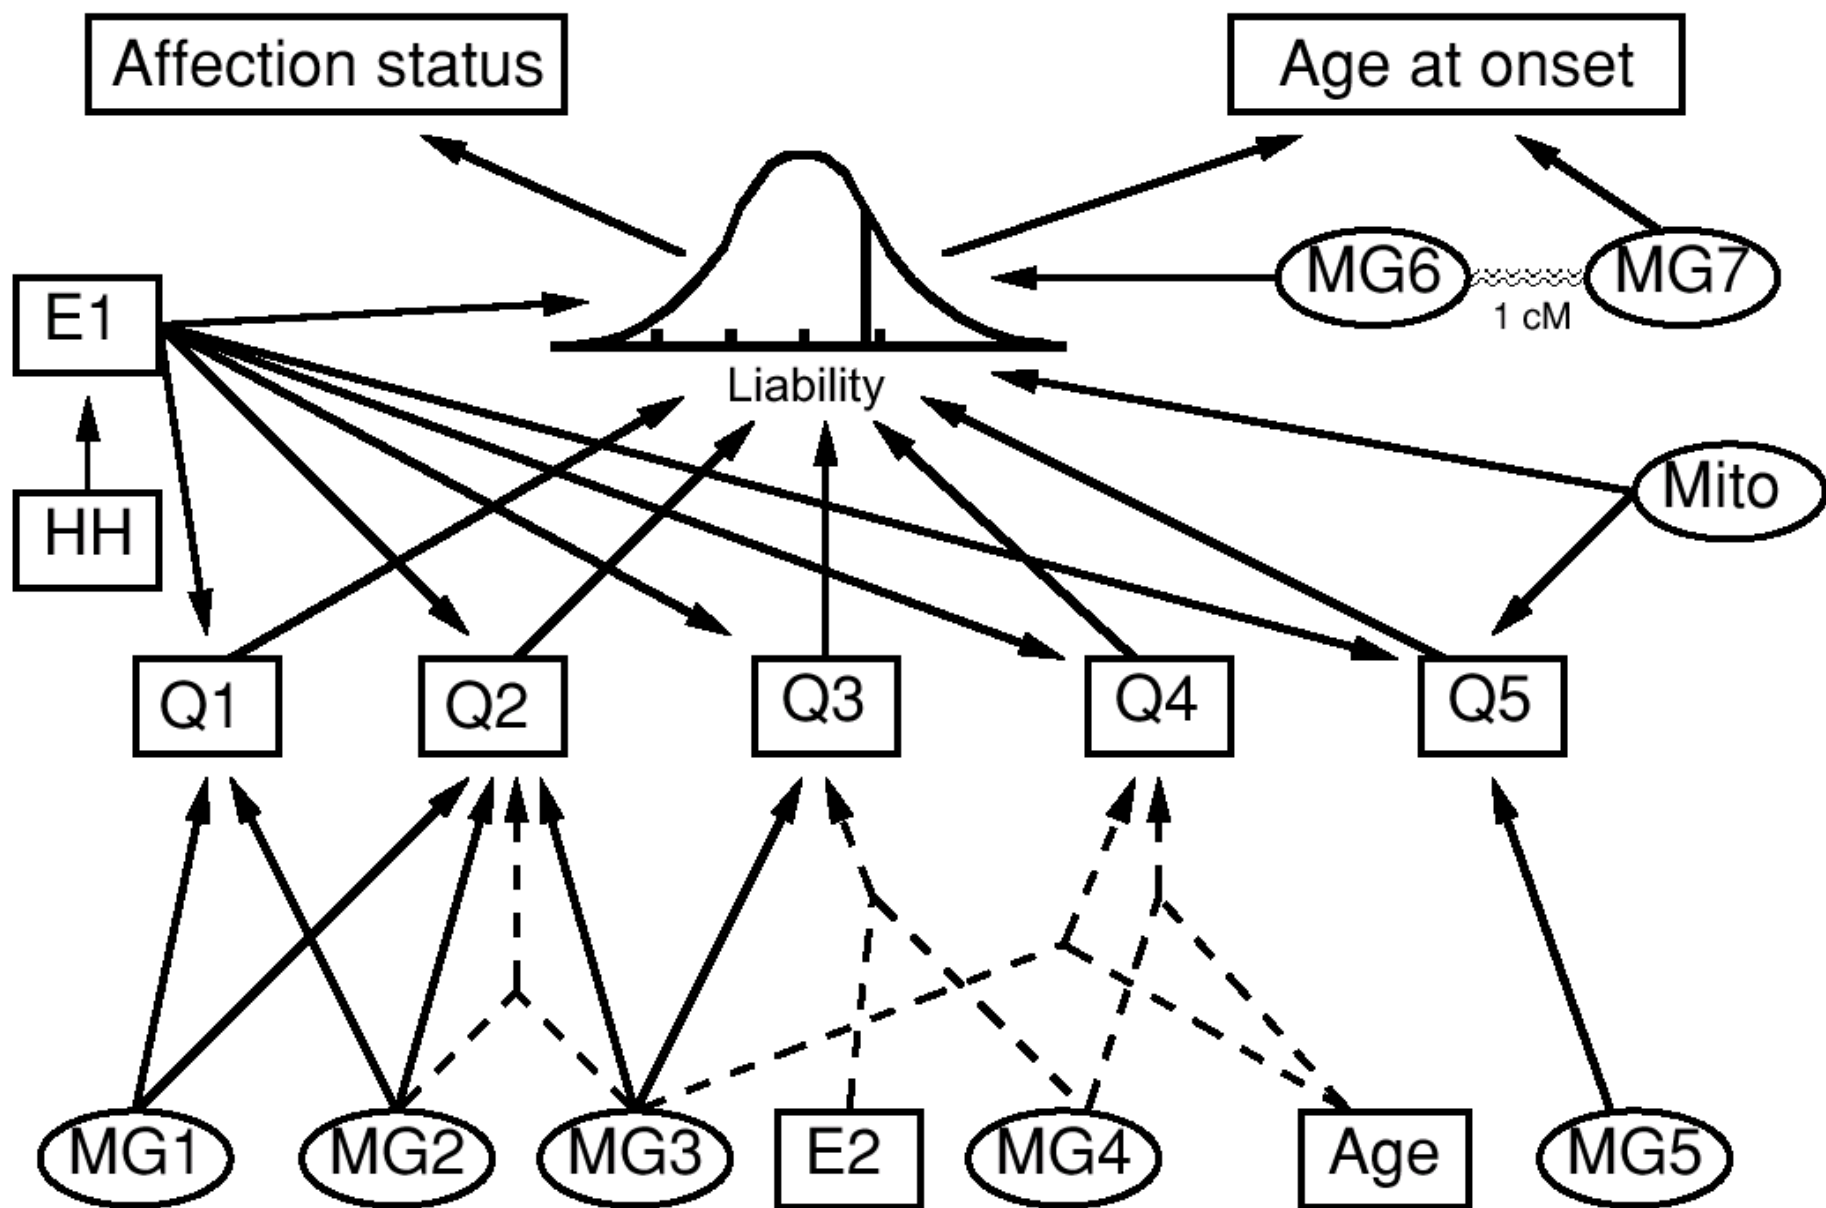 Affection status
Age at onset
MG6
MG7
1 cM
E1
Liability
HH
Mito
Q1
Q2
Q3
Q4
Q5
MG1
MG2
MG3
E2
MG4
Age
MG5